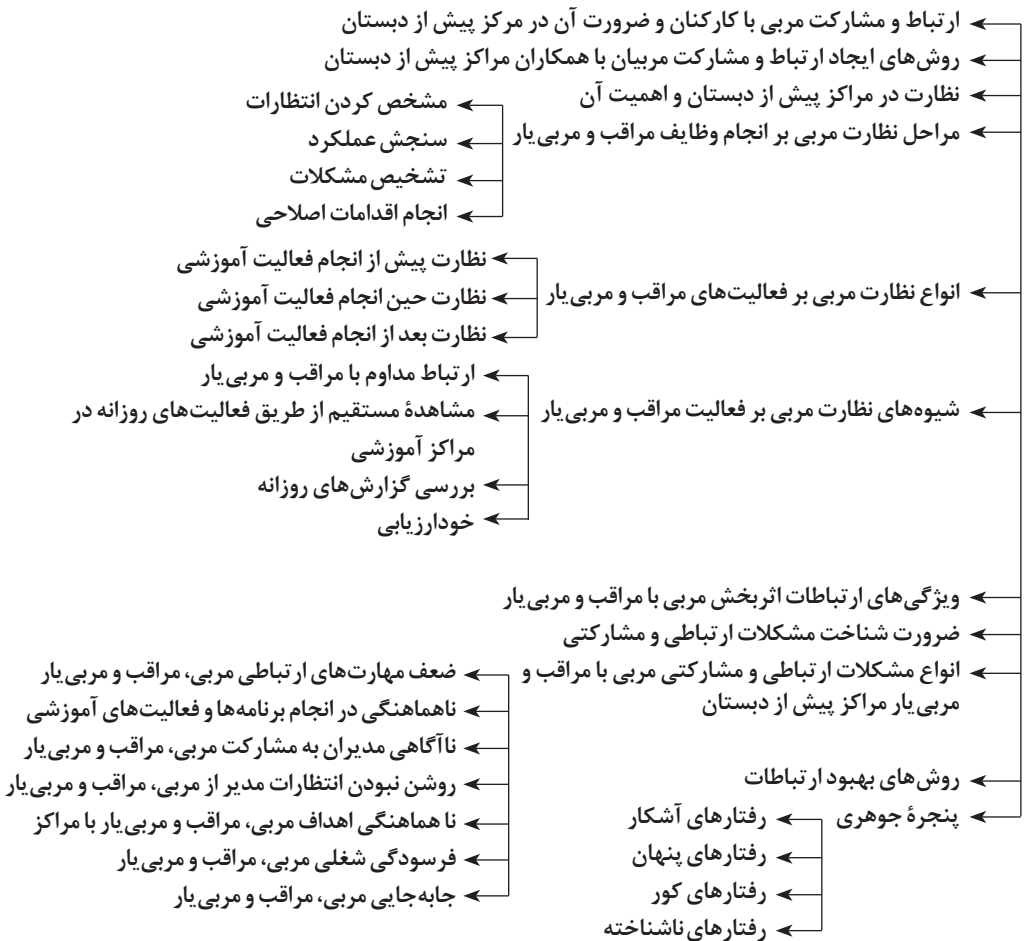 ارتباط و مشارکت مربی با کارکنان و ضرورت آن در مرکز پیش از دبستان
روش‌های ایجاد ارتباط و مشارکت مربیان با همکاران مراکز پیش از دبستان
نظارت در مراکز پیش از دبستان و اهمیت آن
مراحل نظارت مربی بر انجام وظایف مراقب و مربی‌یار
مشخص کردن انتظارات
سنجش عملکرد
تشخیص مشکلات
انجام اقدامات اصلاحی
انواع نظارت مربی بر فعالیت‌های مراقب و مربی‌یار
نظارت پیش از انجام فعالیت آموزشی
نظارت حین انجام فعالیت آموزشی
نظارت بعد از انجام فعالیت آموزشی
شیوه‌های نظارت مربی بر فعالیت مراقب و مربی‌یار
ارتباط مداوم با مراقب و مربی‌یار
مشاهدهٔ مستقیم از طریق فعالیت‌های روزانه در
مراکز آموزشی
بررسی گزارش‌های روزانه
خودارزیابی
ویژگی‌های ارتباطات اثربخش مربی با مراقب و مربی‌یار
ضرورت شناخت مشکلات ارتباطی و مشارکتی
انواع مشکلات ارتباطی و مشارکتی مربی با مراقب و
مربی‌یار مراکز پیش از دبستان
ضعف مهارت‌های ارتباطی مربی، مراقب و مربی‌یار
ناهماهنگی در انجام برنامه‌ها و فعالیت‌های آموزشی
ناآگاهی مدیران به مشارکت مربی، مراقب و مربی‌یار
روشن نبودن انتظارات مدیر از مربی، مراقب و مربی‌یار
نا هماهنگی اهداف مربی، مراقب و مربی‌یار با مراکز
فرسودگی شغلی مربی، مراقب و مربی‌یار
جابه‌جایی مربی، مراقب و مربی‌یار
روش‌های بهبود ارتباطات
پنجرهٔ جوهری
رفتارهای آشکار
رفتارهای پنهان
رفتارهای کور
رفتارهای ناشناخته